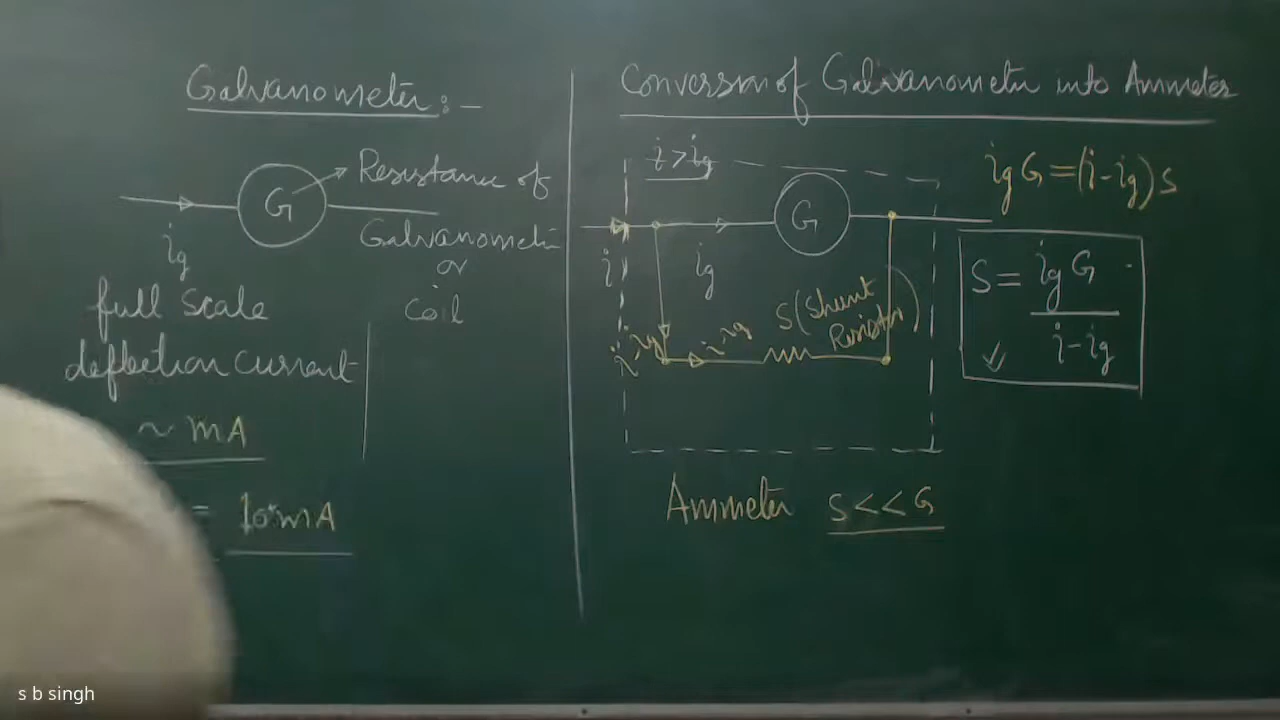 Galvanometer :-
G
Resistance of
Galvanometer
or
coil
ig
full scale
deflection current
~ mA
= 10 mA
Conversion of Galvanometer into Ammeter
i > ig
G
i
ig
i-ig
i-ig
S (Shunt
Resistor)
Ammeter S<<G
ig G = (i-ig) S
S = ig G / i-ig
s b singh